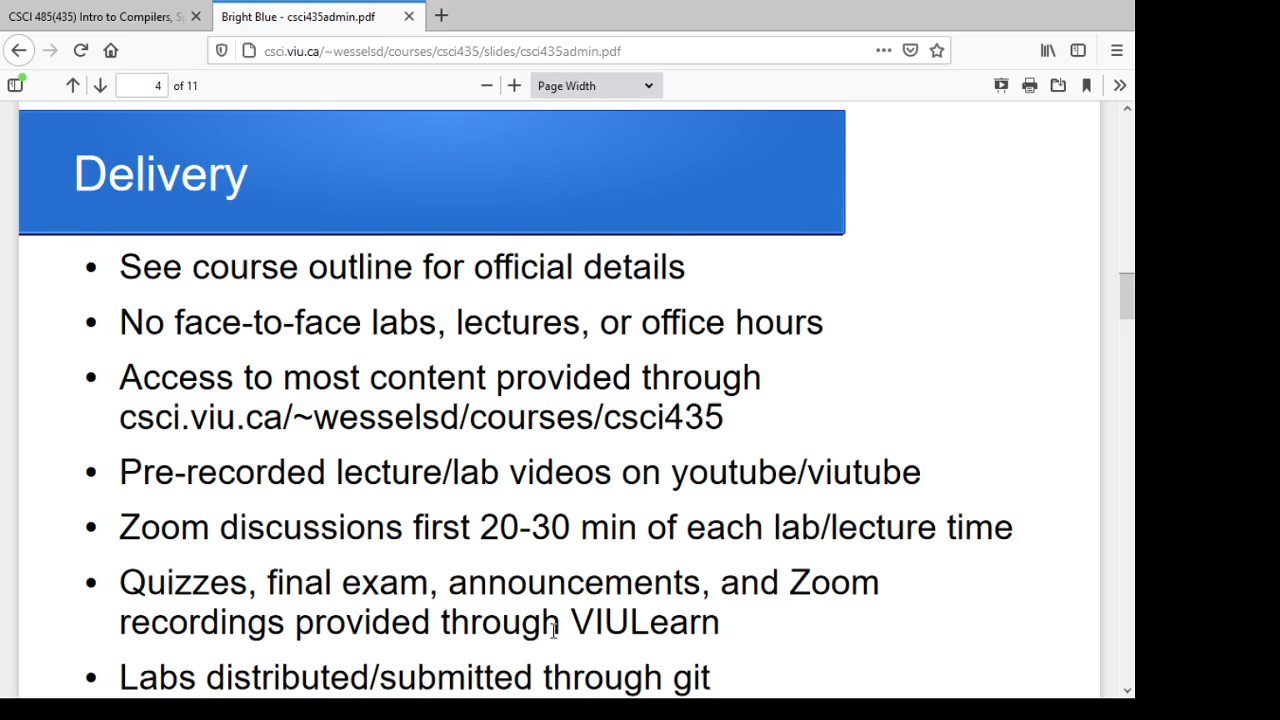 CSCI 485(435) Intro to Compilers, Sp
Bright Blue - csci435admin.pdf
csci.viu.ca/~wesselsd/courses/csci435/slides/csci435admin.pdf
4 of 11
Page Width
Delivery
• See course outline for official details
• No face-to-face labs, lectures, or office hours
• Access to most content provided through
csci.viu.ca/~wesselsd/courses/csci435
• Pre-recorded lecture/lab videos on youtube/viutube
• Zoom discussions first 20-30 min of each lab/lecture time
• Quizzes, final exam, announcements, and Zoom
recordings provided through VIULearn
• Labs distributed/submitted through git